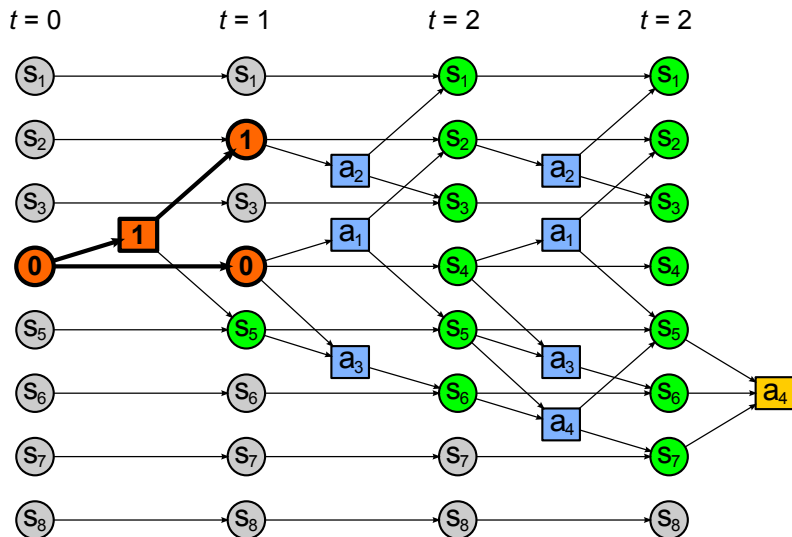 t = 0 t = 1 t = 2 t = 2
s1 s1 s1 s1
s2 1 s2 s2
a2 a2
s3 s3 s3 s3
1 a1 a1
0 0 s4 s4
s5 s5 s5 s5
a3 a3
s6 s6 s6 s6 a4
a4
s7 s7 s7 s7
s8 s8 s8 s8